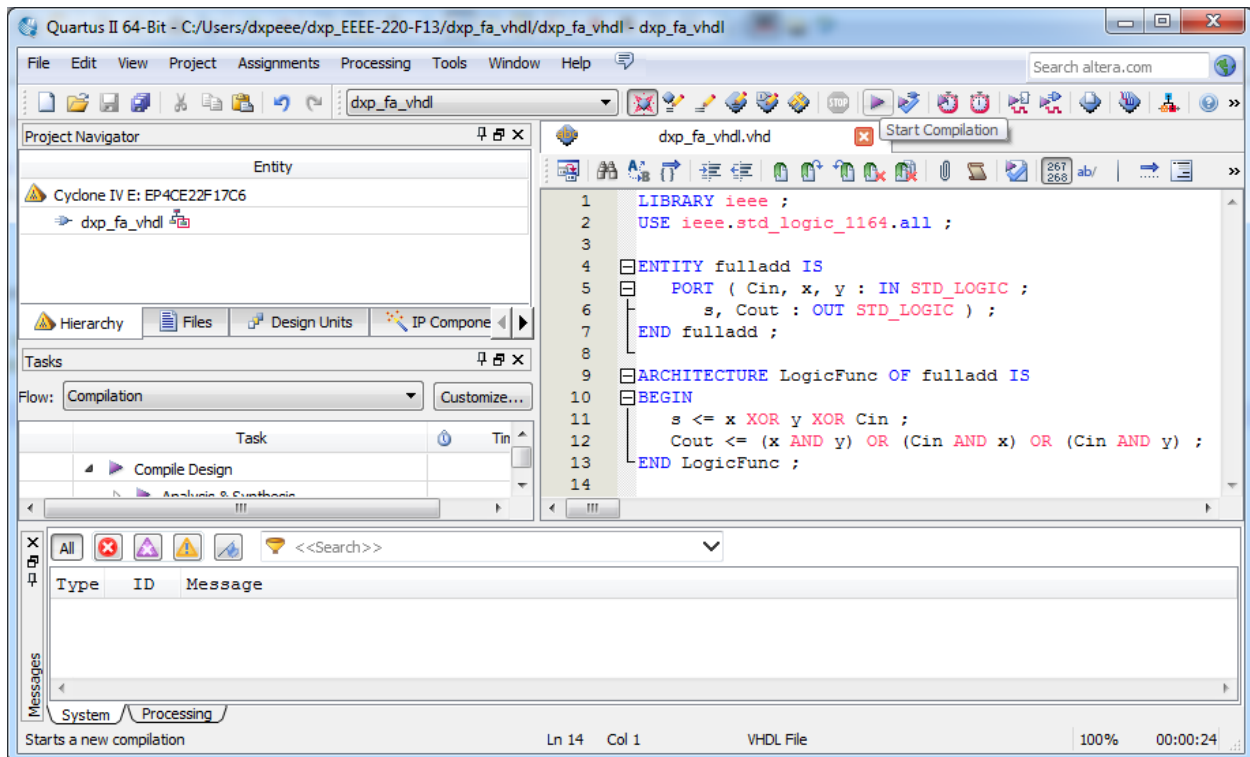 Quartus II 64-Bit - C:/Users/dxpeee/dxp_EEEE-220-F13/dxp_fa_vhdl/dxp_fa_vhdl - dxp_fa_vhdl
File Edit View Project Assignments Processing Tools Window Help
Search altera.com
dxp_fa_vhdl
STOP
Start Compilation
Project Navigator
Entity
Cyclone IV E: EP4CE22F17C6
dxp_fa_vhdl
Hierarchy Files Design Units IP Compone
Tasks
Flow: Compilation Customize...
Task Tim
Compile Design
Analysis & Synthesis
dxp_fa_vhdl.vhd
267 268 ab/
1 LIBRARY ieee ;
2 USE ieee.std_logic_1164.all ;
3
4 ENTITY fulladd IS
5 PORT ( Cin, x, y : IN STD_LOGIC ;
6 s, Cout : OUT STD_LOGIC ) ;
7 END fulladd ;
8
9 ARCHITECTURE LogicFunc OF fulladd IS
10 BEGIN
11 s <= x XOR y XOR Cin ;
12 Cout <= (x AND y) OR (Cin AND x) OR (Cin AND y) ;
13 END LogicFunc ;
14
All <<Search>>
Type ID Message
Messages
System Processing
Starts a new compilation Ln 14 Col 1 VHDL File 100% 00:00:24